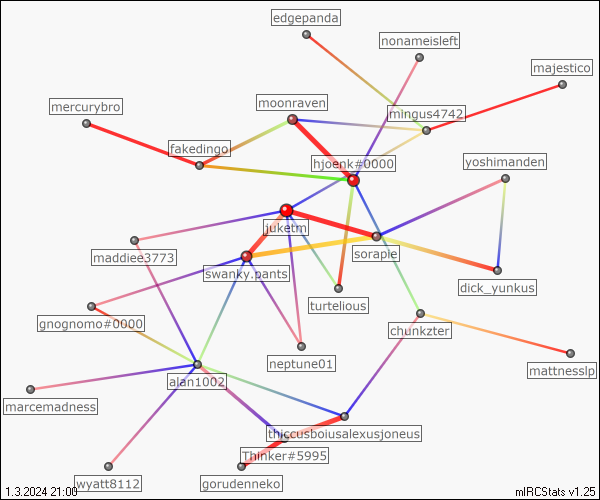 edgepanda
nonameisleft
majestico
moonraven
mercurybro
mingus4742
fakedingo
hjoenk#0000
yoshimanden
juketm
sorapie
maddiee3773
swanky.pants
dick_yunkus
turtelious
gnognomo#0000
chunkzter
neptune01
mattnesslp
alan1002
marcemadness
thiccusboiusalexusjoneus
Thinker#5995
wyatt8112
gorudenneko
1.3.2024 21:00
mIRCStats v1.25